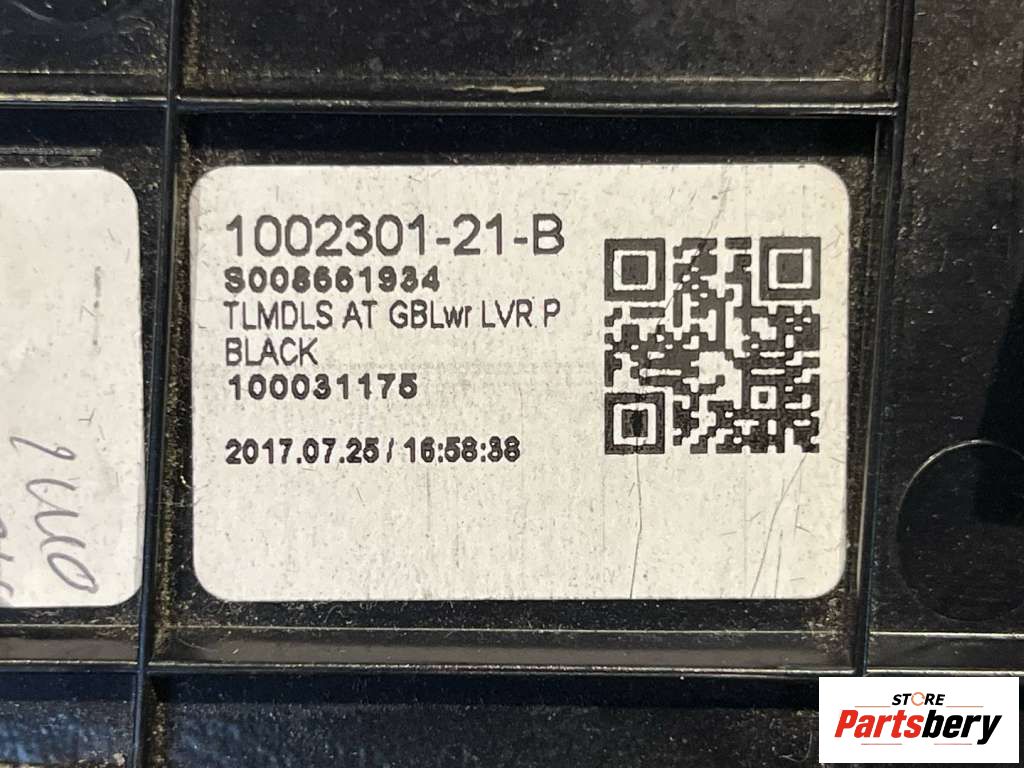 1002301-21-B
S008661934
TLMDLS AT GBLwr LVR P
BLACK
100031175
2017.07.25 / 16:58:38
STORE
Partsbery